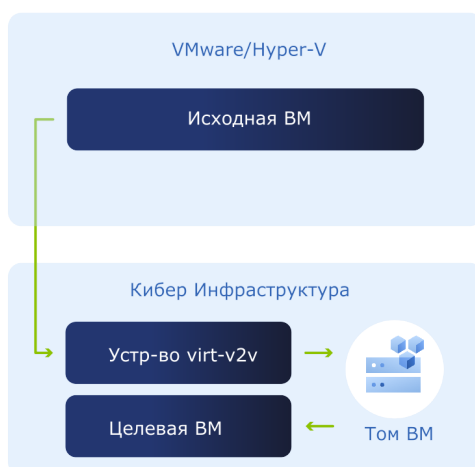 VMware/Hyper-V
Исходная ВМ
Кибер Инфраструктура
Устр-во virt-v2v
Целевая ВМ
Том ВМ